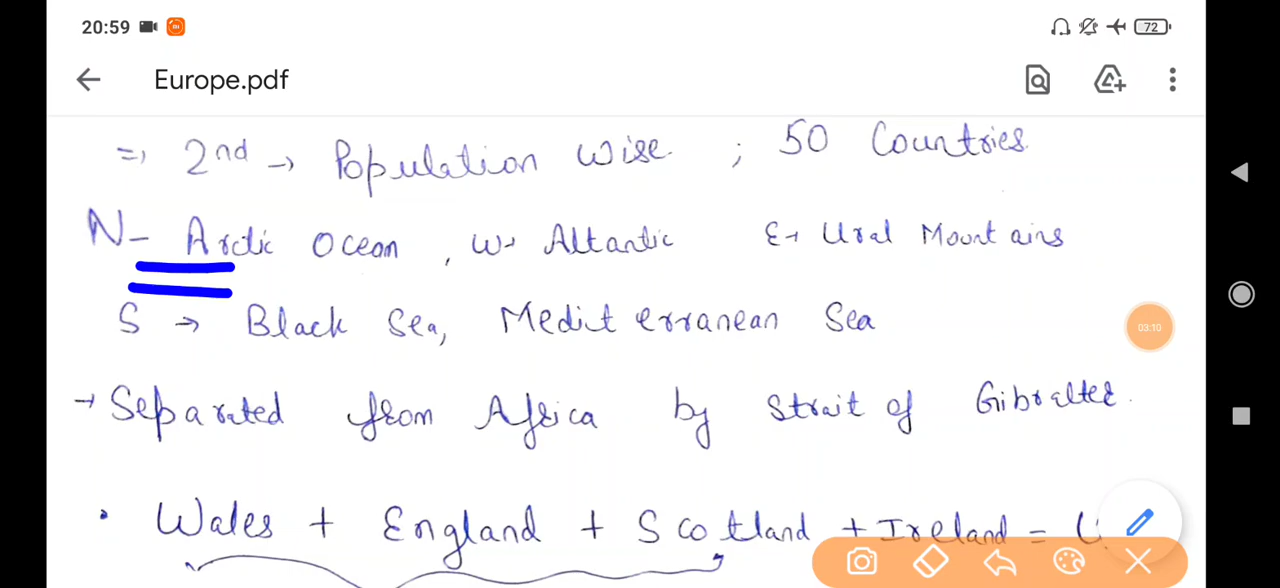 20:59 72
Europe.pdf
=> 2nd → Population wise ; 50 Countries.
N- Arctic Ocean , W→ Altantic E→ Ural Mountains
S → Black Sea, Mediterranean Sea
03:10
→ Separated from Africa by Strait of Gibralter.
• Wales + England + Scotland + Ireland = U